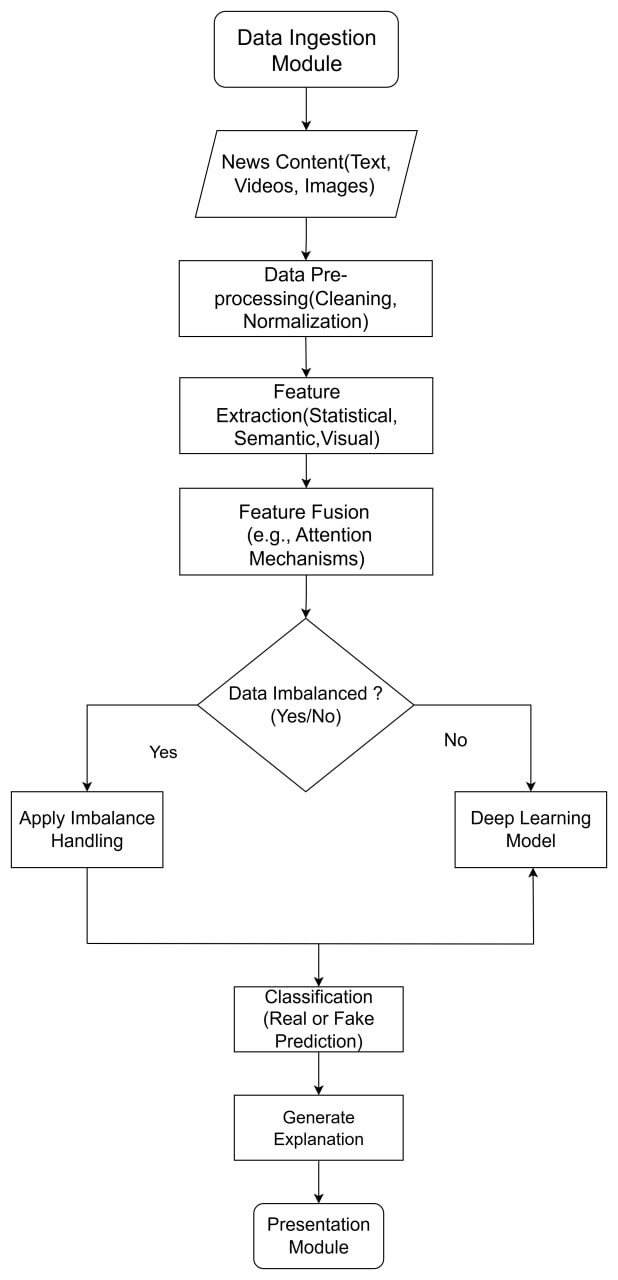 Data Ingestion
Module
News Content(Text,
Videos, Images)
Data Pre-
processing(Cleaning,
Normalization)
Feature
Extraction(Statistical,
Semantic,Visual)
Feature Fusion
(e.g., Attention
Mechanisms)
Data Imbalanced ?
(Yes/No)
Yes
No
Apply Imbalance
Handling
Deep Learning
Model
Classification
(Real or Fake
Prediction)
Generate
Explanation
Presentation
Module